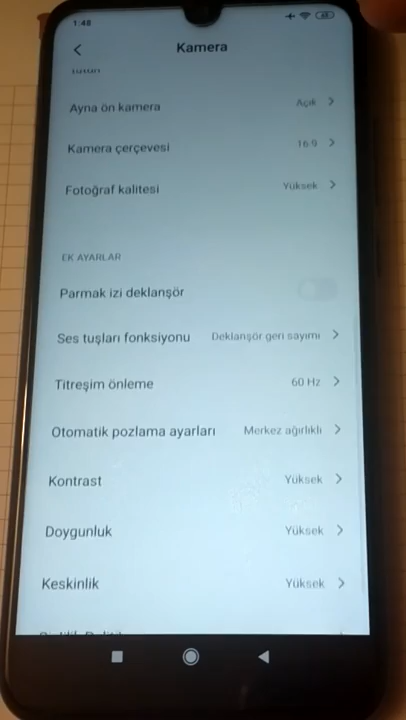 1:48
Kamera
Ayna ön kamera Açık
Kamera çerçevesi 16:9
Fotoğraf kalitesi Yüksek
EK AYARLAR
Parmak izi deklanşör
Ses tuşları fonksiyonu Deklanşör geri sayımı
Titreşim önleme 60 Hz
Otomatik pozlama ayarları Merkez ağırlıklı
Kontrast Yüksek
Doygunluk Yüksek
Keskinlik Yüksek